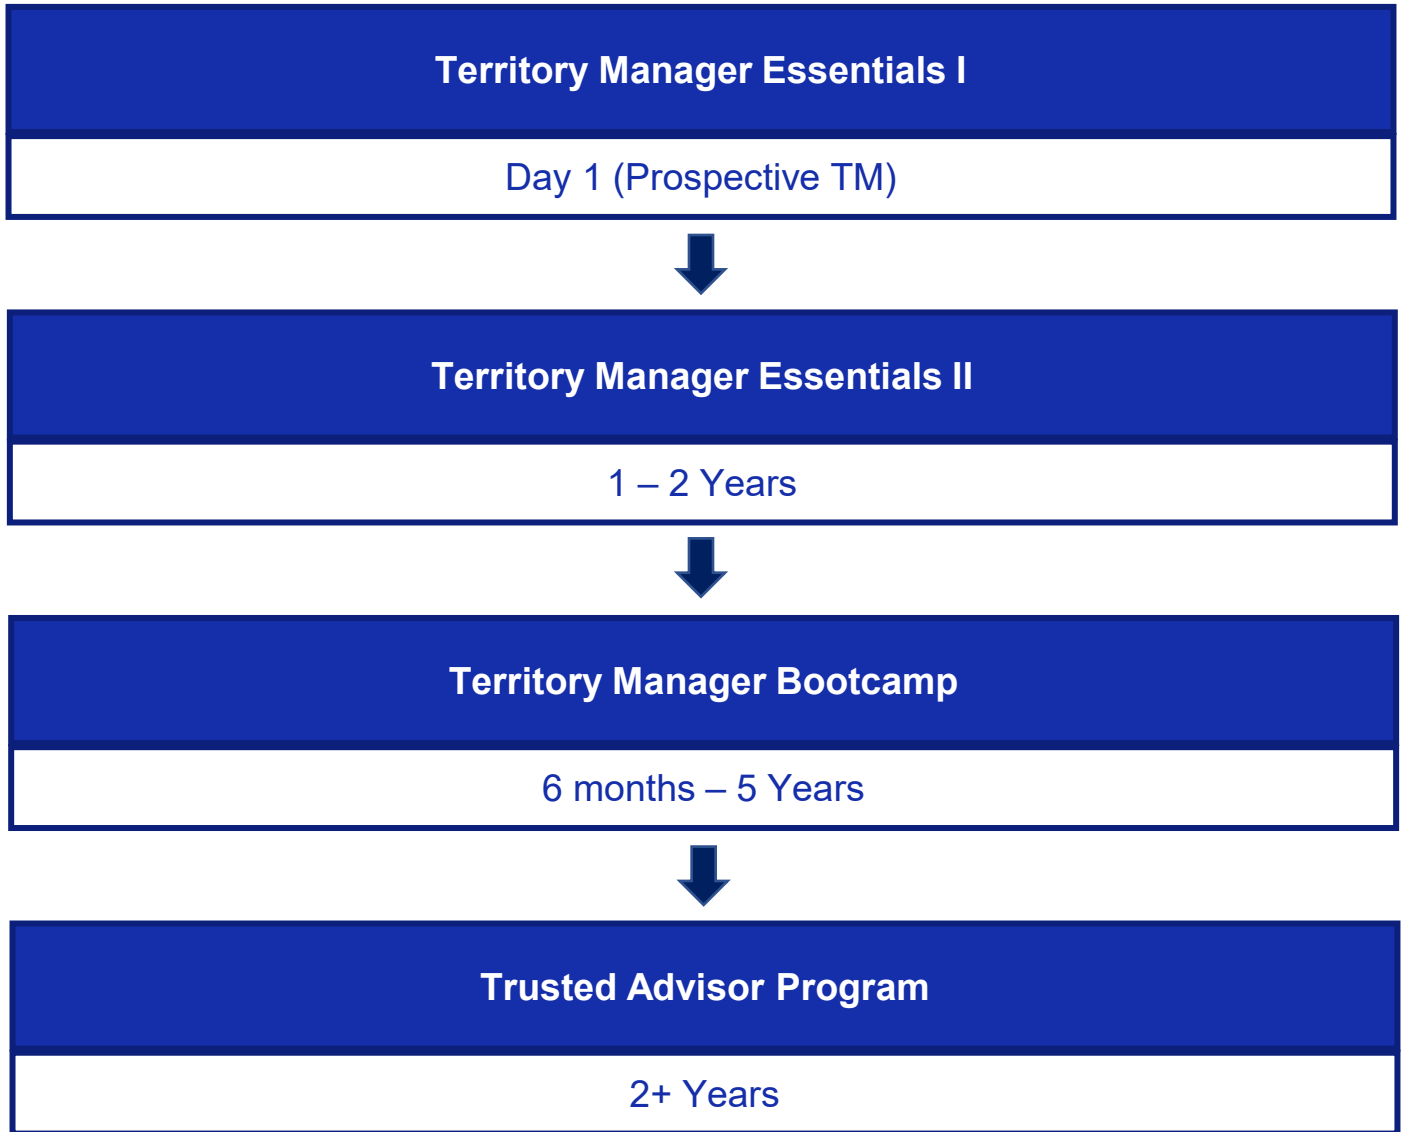 Territory Manager Essentials I
Day 1 (Prospective TM)
Territory Manager Essentials II
1 – 2 Years
Territory Manager Bootcamp
6 months – 5 Years
Trusted Advisor Program
2+ Years